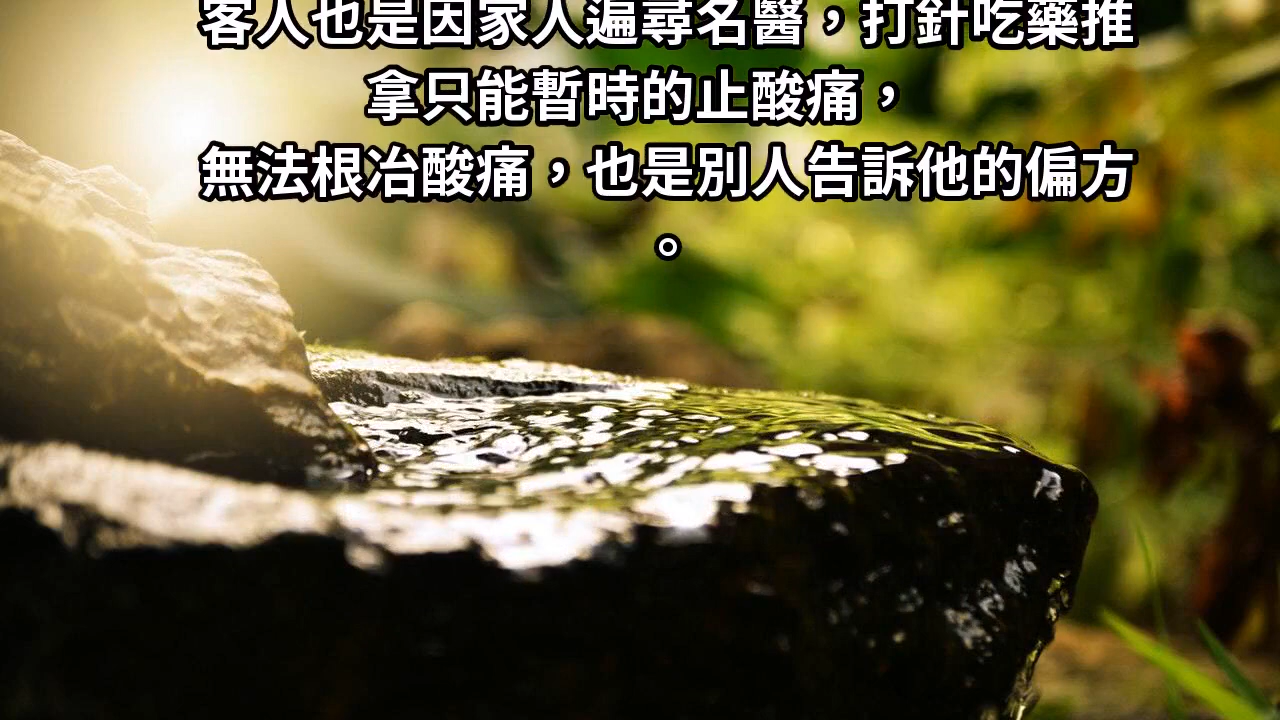 客人也是因家人遍尋名醫，打針吃藥推
拿只能暫時的止酸痛，
無法根冶酸痛，也是別人告訴他的偏方
。